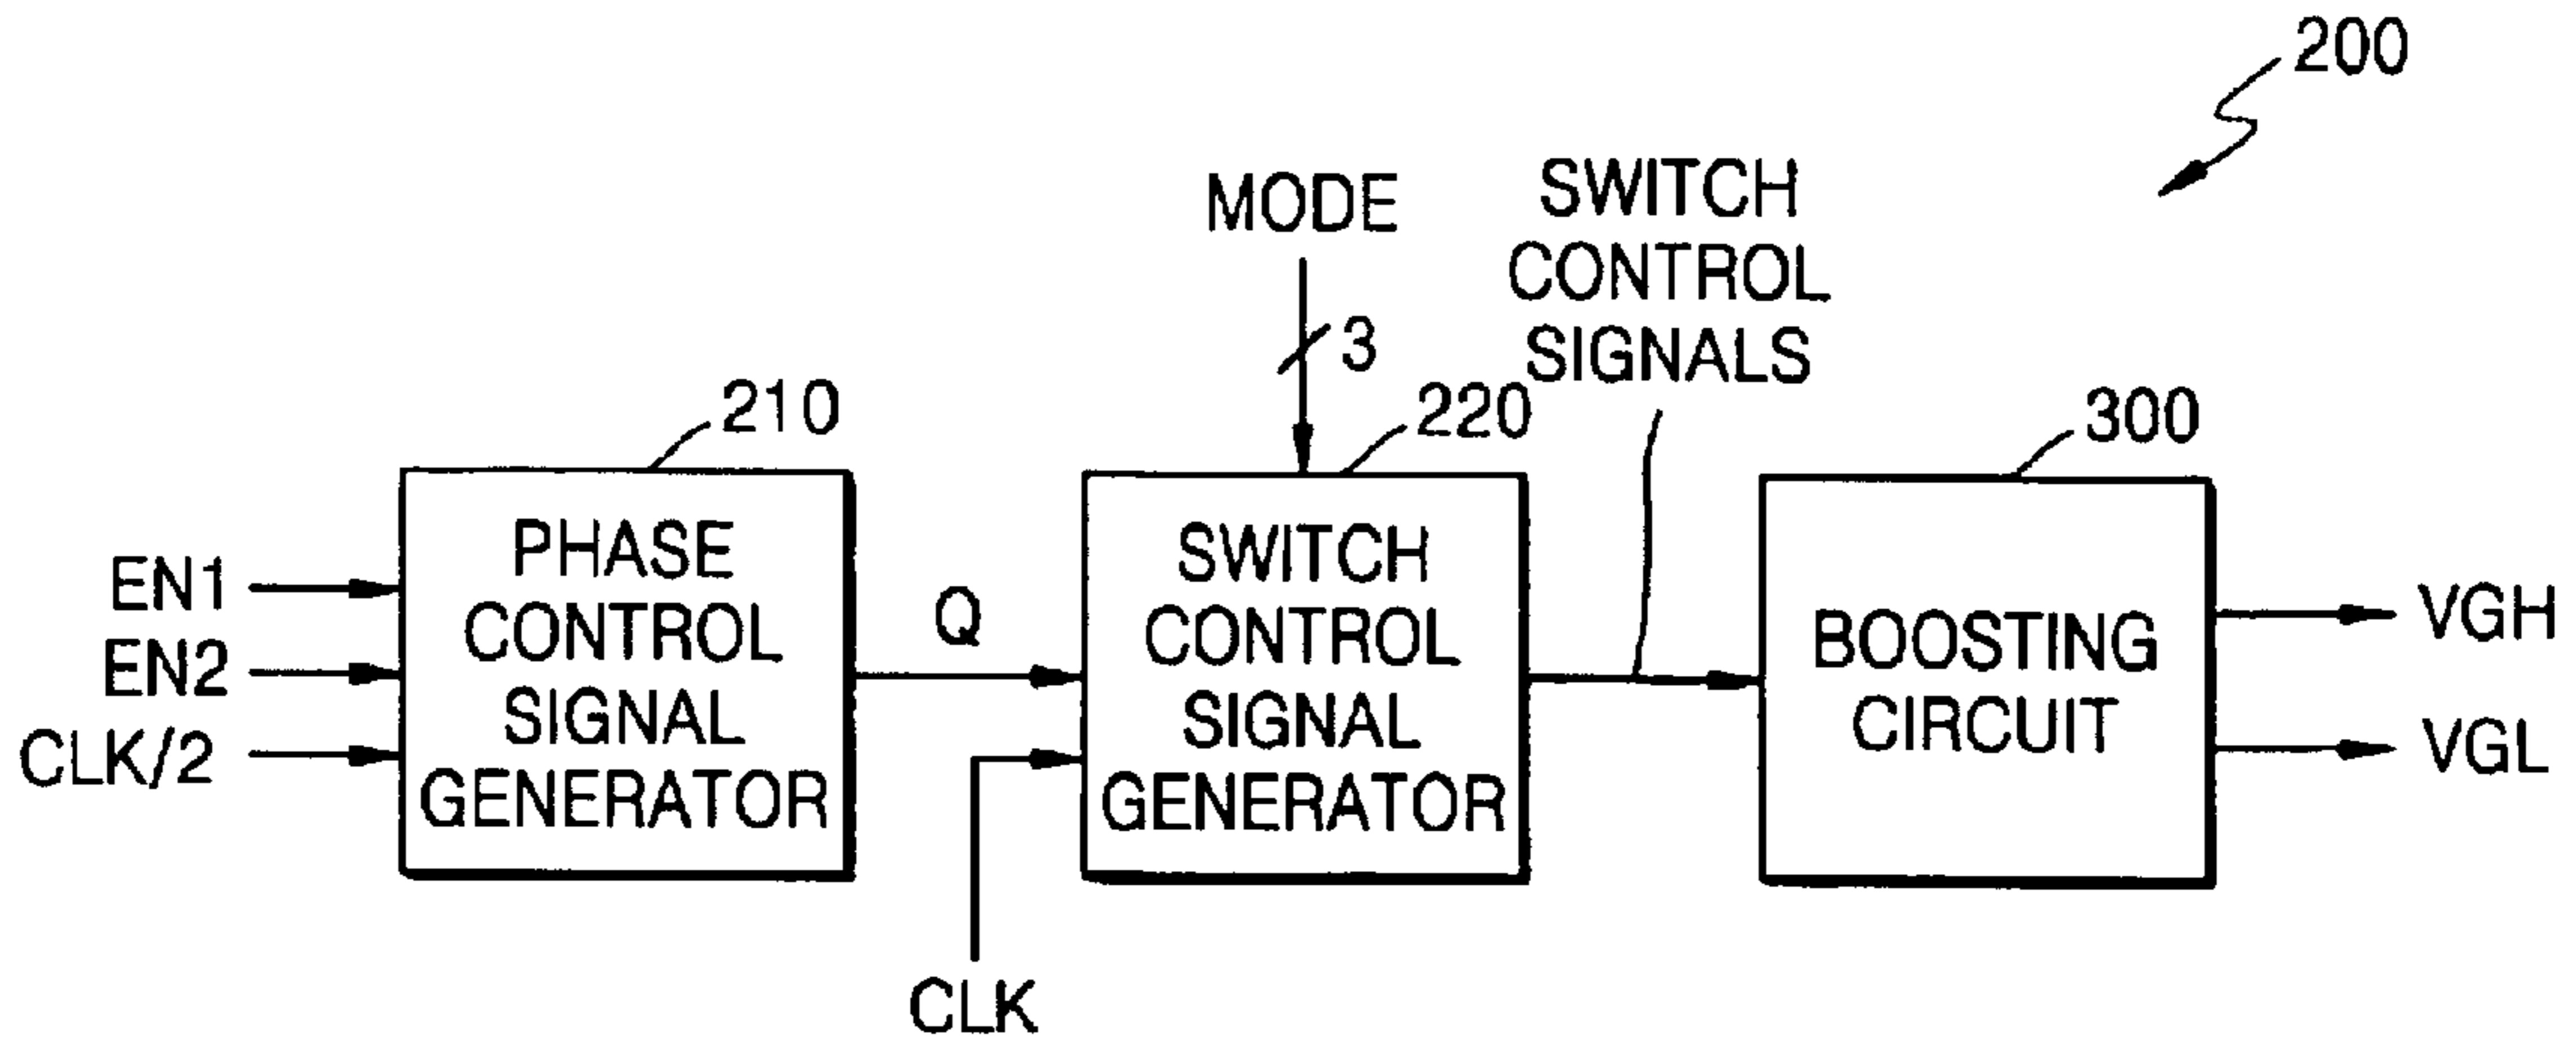 200
MODE
SWITCH
CONTROL
SIGNALS
3
210
220
300
PHASE
CONTROL
SIGNAL
GENERATOR
EN1
EN2
CLK/2
Q
CLK
SWITCH
CONTROL
SIGNAL
GENERATOR
BOOSTING
CIRCUIT
VGH
VGL